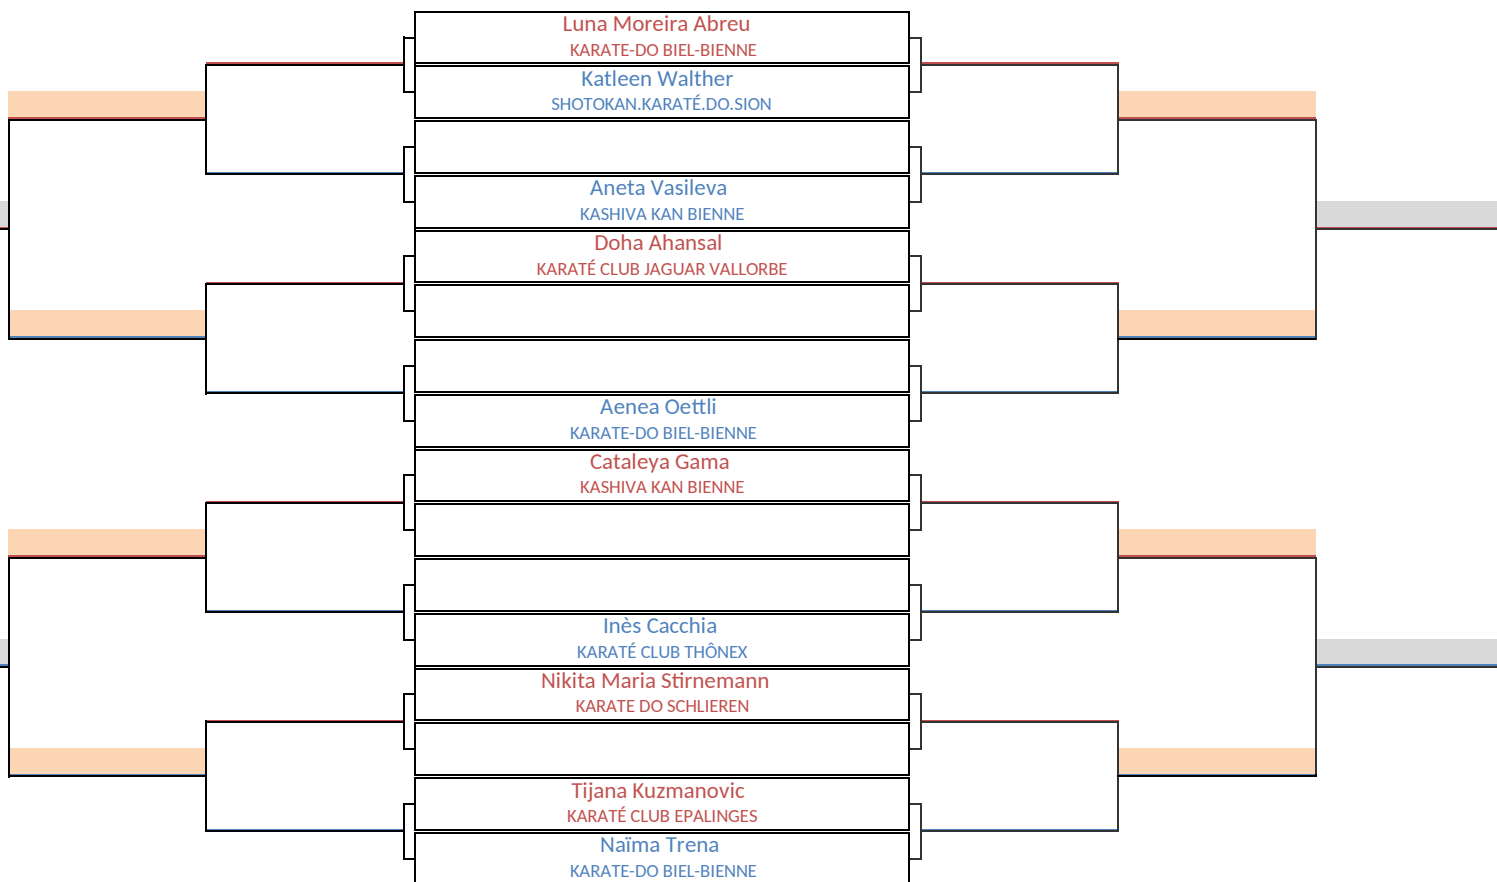 Luna Moreira Abreu
KARATE-DO BIEL-BIENNE
Katleen Walther
SHOTOKAN.KARATÉ.DO.SION
Aneta Vasileva
KASHIVA KAN BIENNE
Doha Ahansal
KARATÉ CLUB JAGUAR VALLORBE
Aenea Oettli
KARATE-DO BIEL-BIENNE
Cataleya Gama
KASHIVA KAN BIENNE
Inès Cacchia
KARATÉ CLUB THÔNEX
Nikita Maria Stirnemann
KARATE DO SCHLIEREN
Tijana Kuzmanovic
KARATÉ CLUB EPALINGES
Naïma Trena
KARATE-DO BIEL-BIENNE